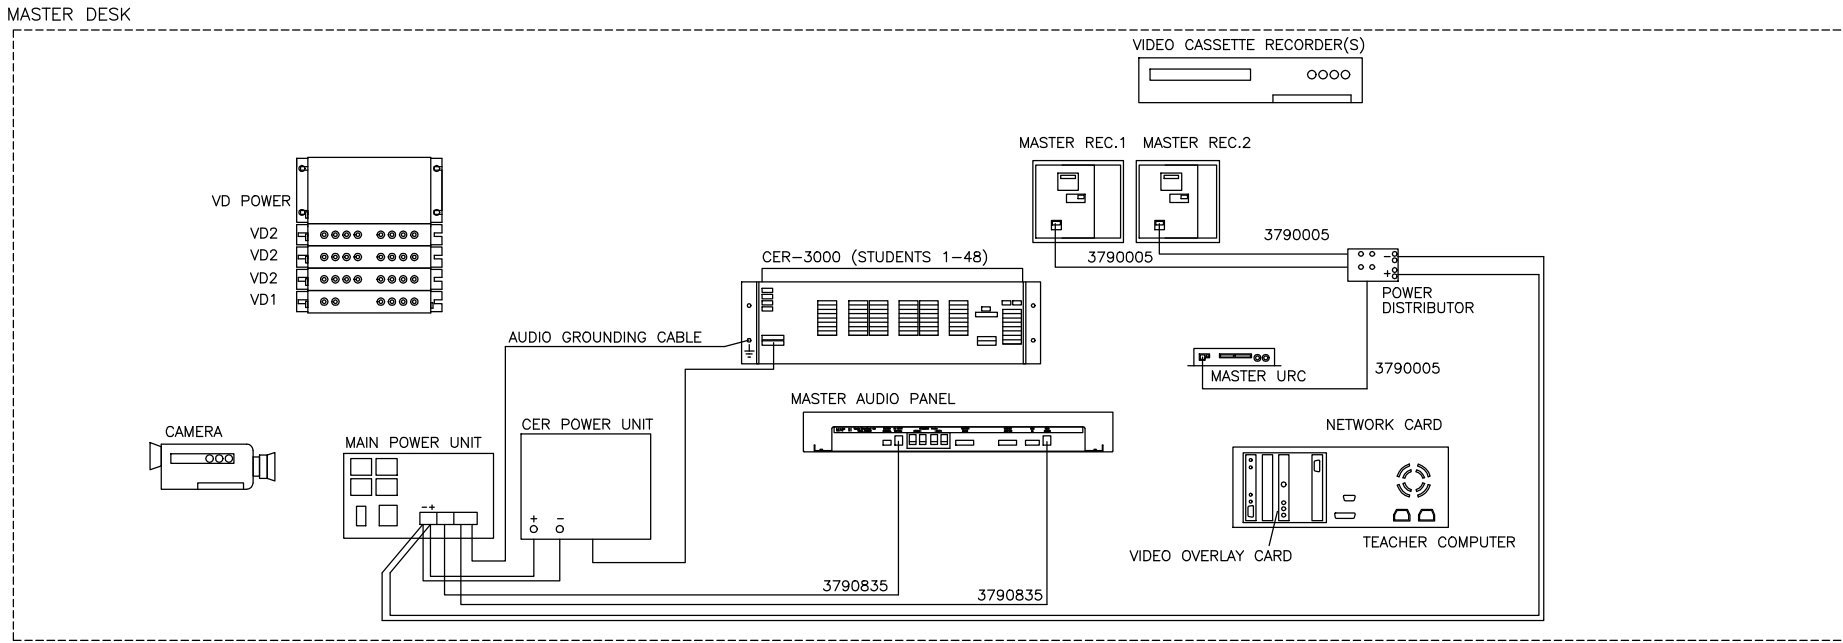 MASTER DESK
VIDEO CASSETTE RECORDER(S)
MASTER REC.1
MASTER REC.2
VD POWER
VD2
VD2
VD2
VD1
3790005
3790005
CER-3000 (STUDENTS 1-48)
- 
+
POWER
DISTRIBUTOR
AUDIO GROUNDING CABLE
3790005
MASTER URC
MASTER AUDIO PANEL
CAMERA
MAIN POWER UNIT
CER POWER UNIT
NETWORK CARD
-+
+ -
VIDEO OVERLAY CARD
TEACHER COMPUTER
3790835
3790835